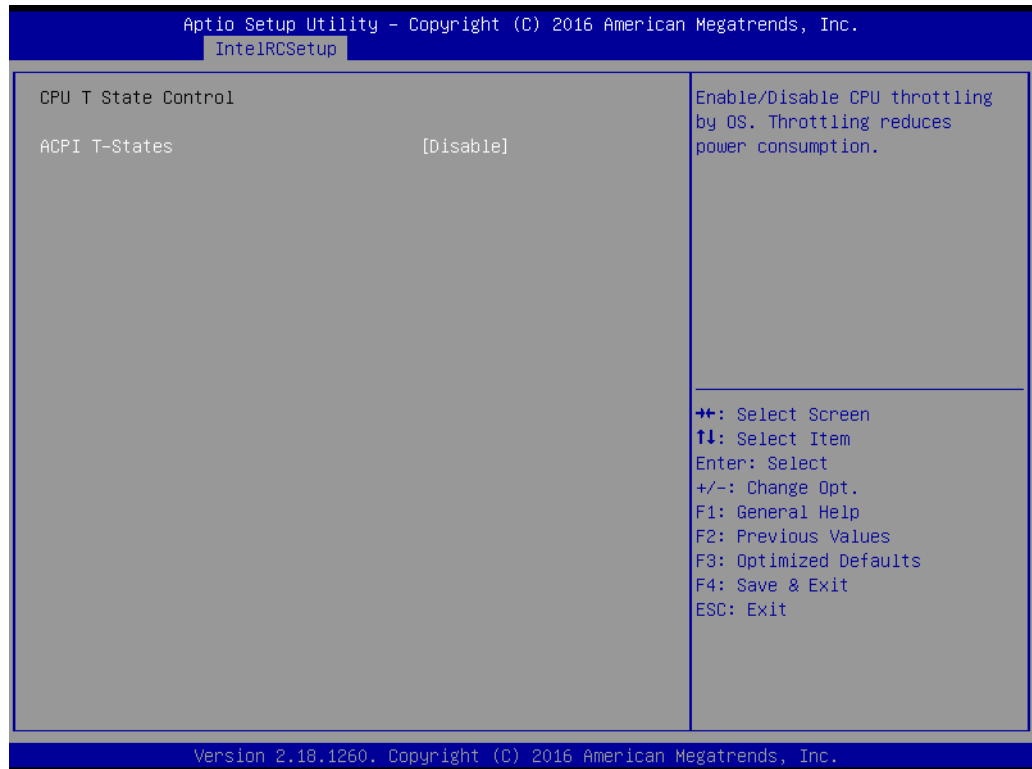 Aptio Setup Utility – Copyright (C) 2016 American Megatrends, Inc.
IntelRCSetup
CPU T State Control
ACPI T-States [Disable]
Enable/Disable CPU throttling
by OS. Throttling reduces
power consumption.
→←: Select Screen
↑↓: Select Item
Enter: Select
+/-: Change Opt.
F1: General Help
F2: Previous Values
F3: Optimized Defaults
F4: Save & Exit
ESC: Exit
Version 2.18.1260. Copyright (C) 2016 American Megatrends, Inc.